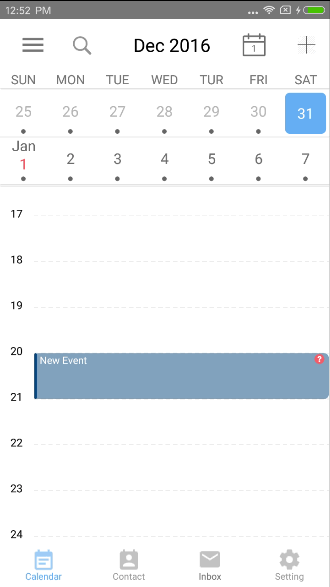 12:52 PM
Dec 2016
1
SUN MON TUE WED TUR FRI SAT
25 26 27 28 29 30 31
Jan
1 2 3 4 5 6 7
17
18
19
20
New Event ?
21
22
23
24
Calendar Contact Inbox Setting